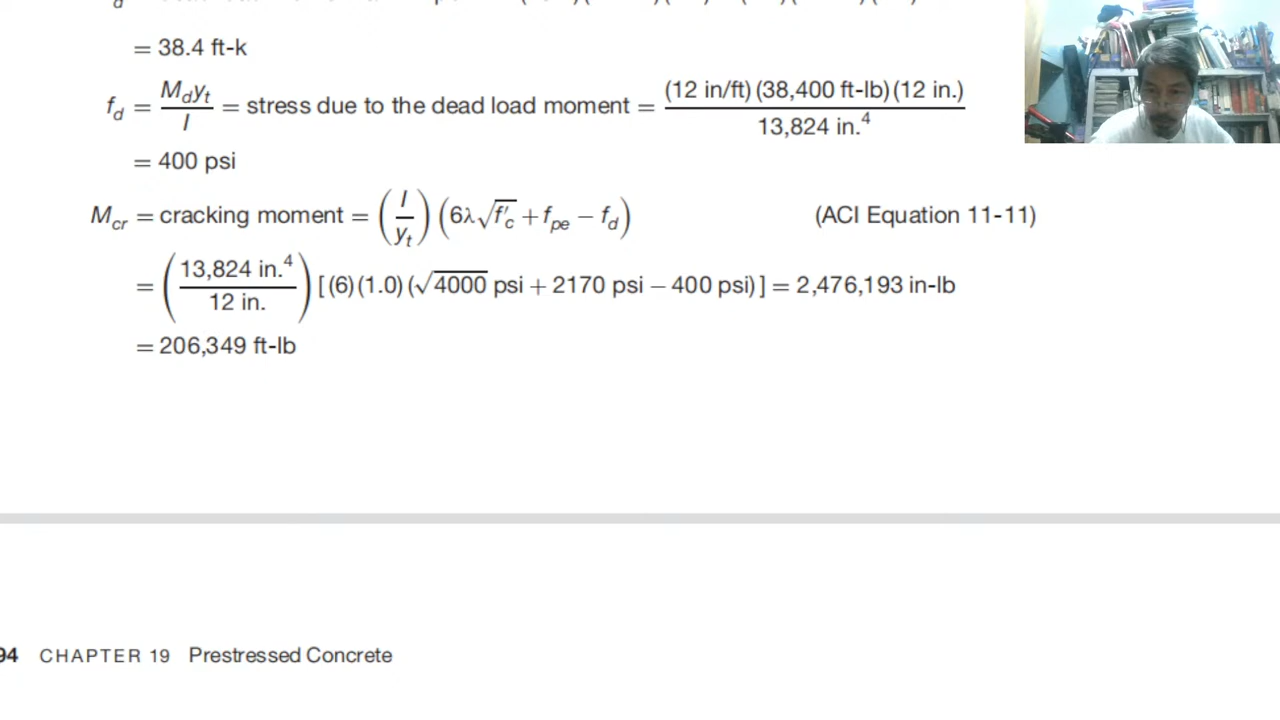 = 38.4 ft-k
f_d = M_d y_t / I = stress due to the dead load moment = (12 in/ft) (38,400 ft-lb) (12 in.) / 13,824 in.⁴
= 400 psi
M_cr = cracking moment = (I / y_t) (6λ√f′_c + f_pe − f_d) (ACI Equation 11-11)
= (13,824 in.⁴ / 12 in.) [(6) (1.0) (√4000 psi + 2170 psi − 400 psi)] = 2,476,193 in-lb
= 206,349 ft-lb
94 CHAPTER 19 Prestressed Concrete